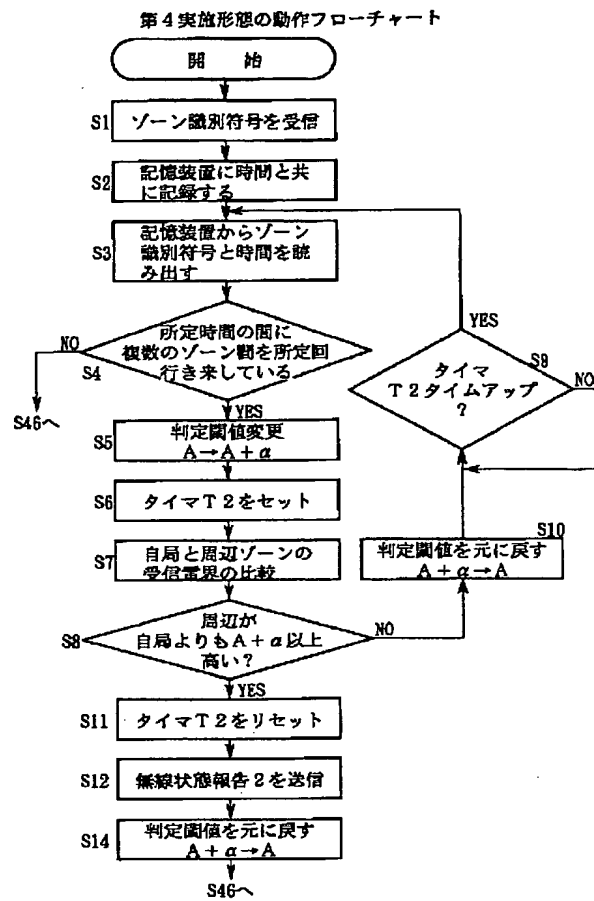 第4実施形態の動作フローチャート
開　始
S1
ゾーン識別符号を受信
S2
記憶装置に時間と共
に記録する
S3
記憶装置からゾーン
識別符号と時間を読
み出す
所定時間の間に
複数のゾーン間を所定回
行き来している
NO
S4
S46へ
YES
S5
判定閾値変更
A→A+α
S6
タイマT2をセット
S7
自局と周辺ゾーンの
受信電界の比較
周辺が
自局よりもA+α以上
高い?
S8
NO
YES
S11
タイマT2をリセット
S12
無線状態報告2を送信
S14
判定閾値を元に戻す
A+α→A
S46へ
YES
S9
タイマ
T2タイムアップ
?
NO
S10
判定閾値を元に戻す
A+α→A